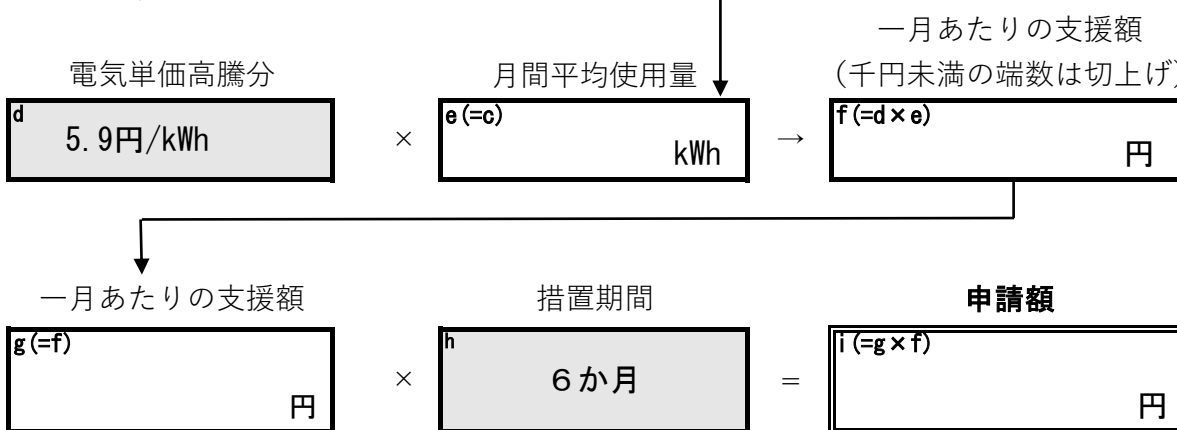 一月あたりの支援額
電気単価高騰分 月間平均使用量 (千円未満の端数は切上げ)
d 5.9円/kWh × e(=c) kWh → f(=d×e) 円
一月あたりの支援額 措置期間 申請額
g(=f) 円 × h 6か月 = i(=g×f) 円